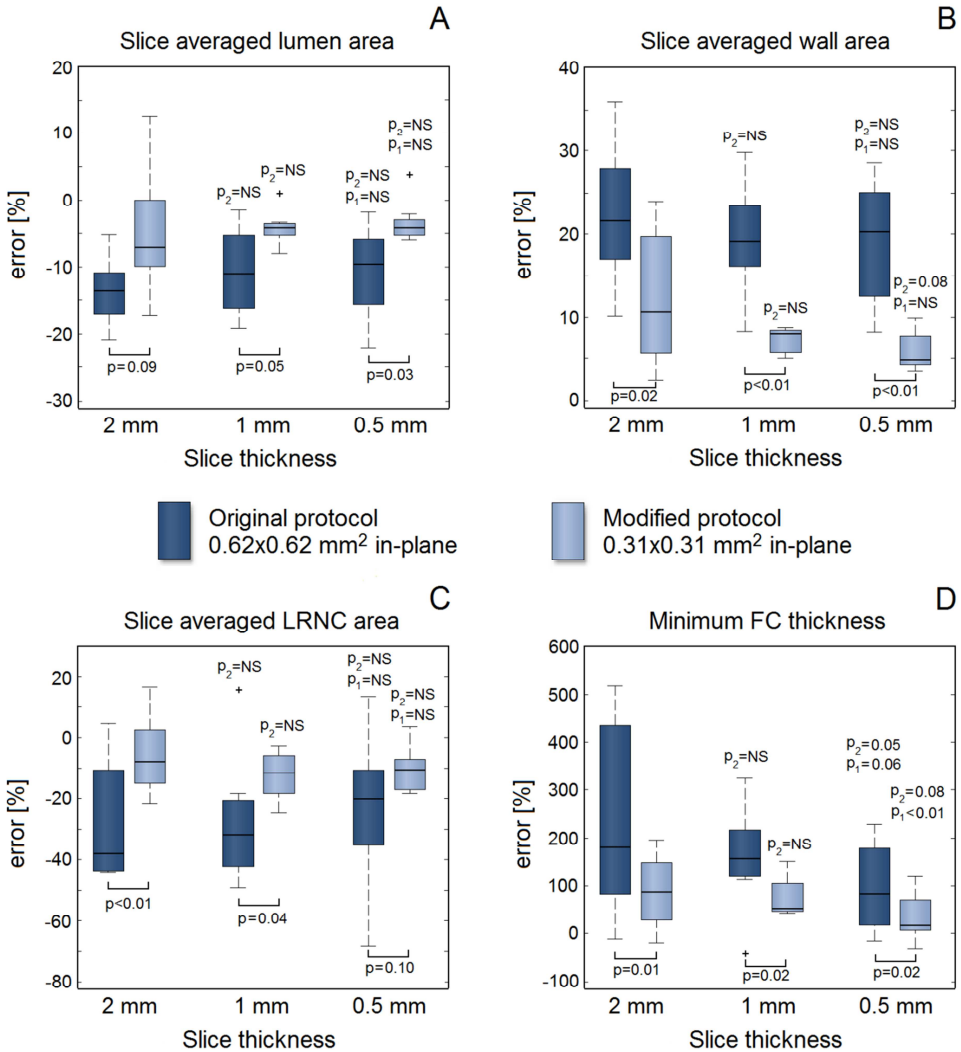 A
Slice averaged lumen area
error [%]
20
10
0
-10
-20
-30
p₂=NS
p₂=NS
p₂=NS
p₁=NS
p₂=NS
p₁=NS
p=0.09
p=0.05
p=0.03
2 mm
1 mm
0.5 mm
Slice thickness
B
Slice averaged wall area
error [%]
40
30
20
10
0
p₂=NS
p₂=NS
p₂=NS
p₁=NS
p₂=0.08
p₁=NS
p=0.02
p<0.01
p<0.01
2 mm
1 mm
0.5 mm
Slice thickness
Original protocol
0.62x0.62 mm² in-plane
Modified protocol
0.31x0.31 mm² in-plane
C
Slice averaged LRNC area
error [%]
20
0
-20
-40
-60
-80
p₂=NS
p₂=NS
p₂=NS
p₁=NS
p₂=NS
p₁=NS
p<0.01
p=0.04
p=0.10
2 mm
1 mm
0.5 mm
Slice thickness
D
Minimum FC thickness
error [%]
600
500
400
300
200
100
0
-100
p₂=NS
p₂=NS
p₂=0.05
p₁=0.06
p₂=0.08
p₁<0.01
p=0.01
p=0.02
p=0.02
2 mm
1 mm
0.5 mm
Slice thickness